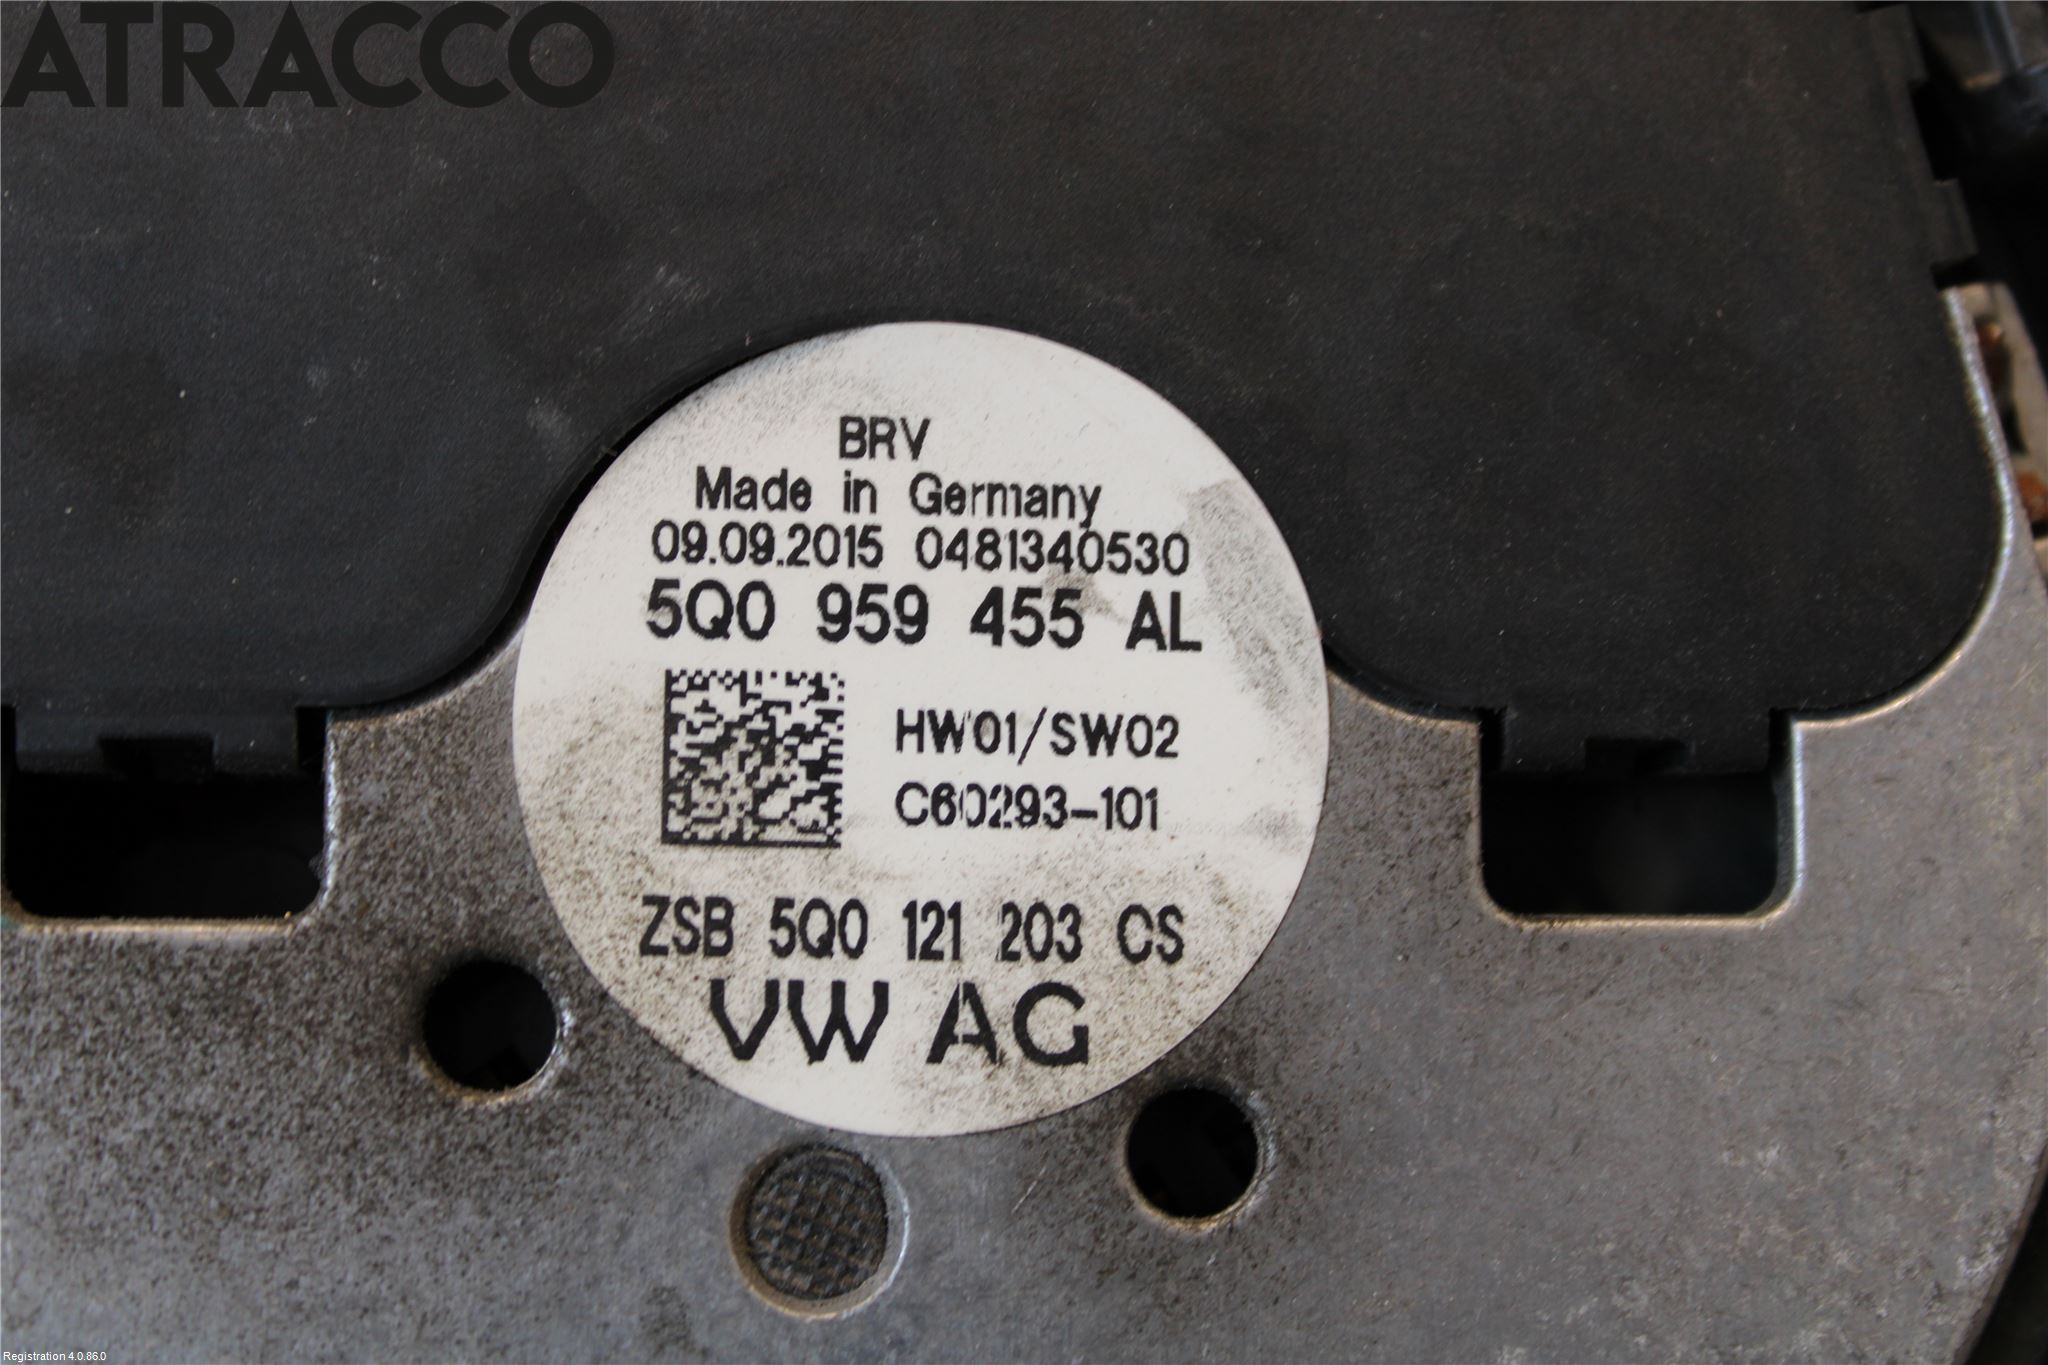 ATRACCO
BRV
Made in Germany
09.09.2015 0481340530
5Q0 959 455 AL
HW01/SW02
C60293-101
ZSB 5Q0 121 203 CS
VW AG
Registration 4.0.86.0